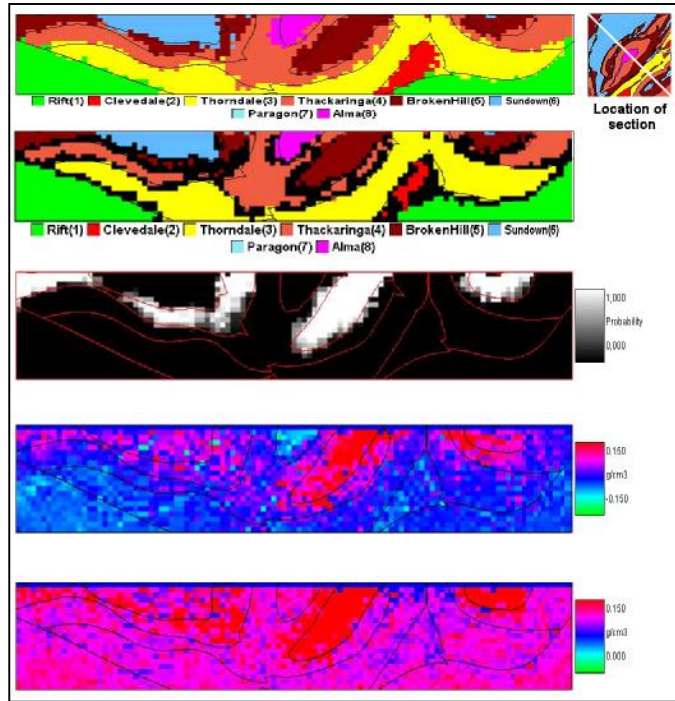 Rift(1) Clevedale(2) Thorndale(3) Thackaringa(4) BrokenHill(5) Sundown(6)
Paragon(7) Alma(8)
Location of
section
Rift(1) Clevedale(2) Thorndale(3) Thackaringa(4) BrokenHill(5) Sundown(6)
Paragon(7) Alma(8)
1,000
Probability
0,000
0.150
g/cm3
-0.150
0.150
g/cm3
0.000